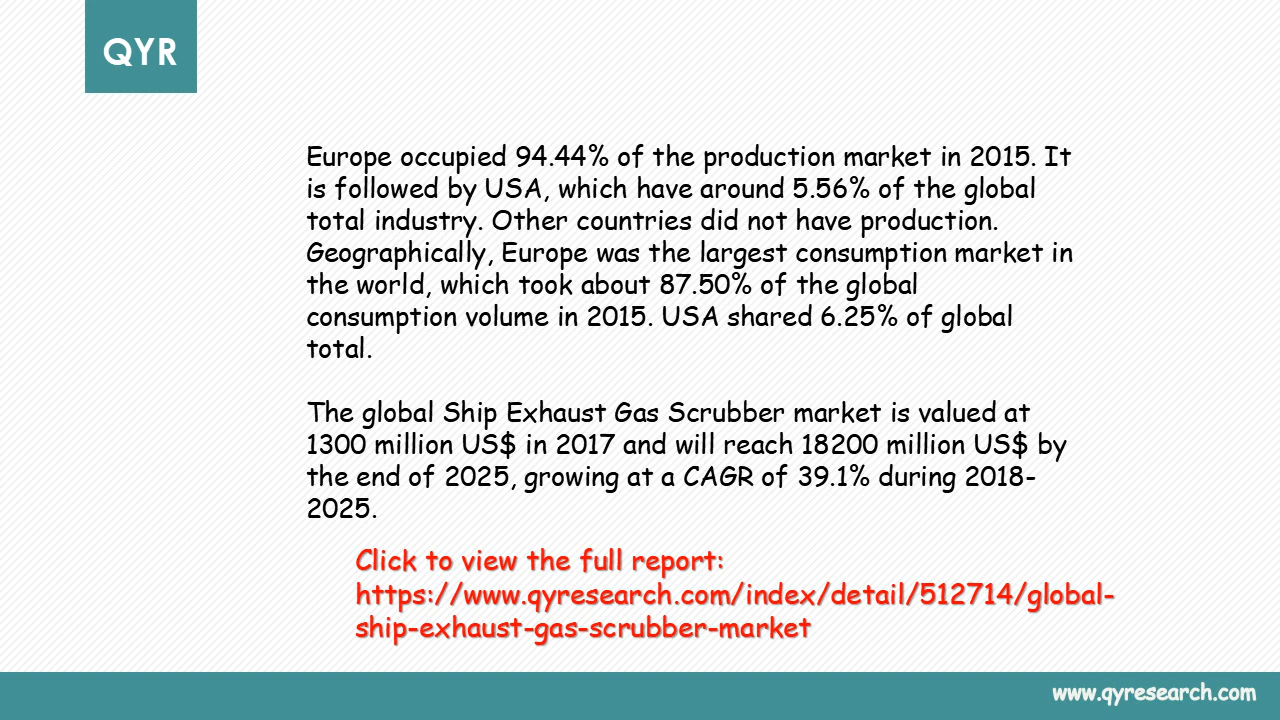 QYR
Europe occupied 94.44% of the production market in 2015. It
is followed by USA, which have around 5.56% of the global
total industry. Other countries did not have production.
Geographically, Europe was the largest consumption market in
the world, which took about 87.50% of the global
consumption volume in 2015. USA shared 6.25% of global
total.
The global Ship Exhaust Gas Scrubber market is valued at
1300 million US$ in 2017 and will reach 18200 million US$ by
the end of 2025, growing at a CAGR of 39.1% during 2018-
2025.
Click to view the full report:
https://www.qyresearch.com/index/detail/512714/global-
ship-exhaust-gas-scrubber-market
www.qyresearch.com